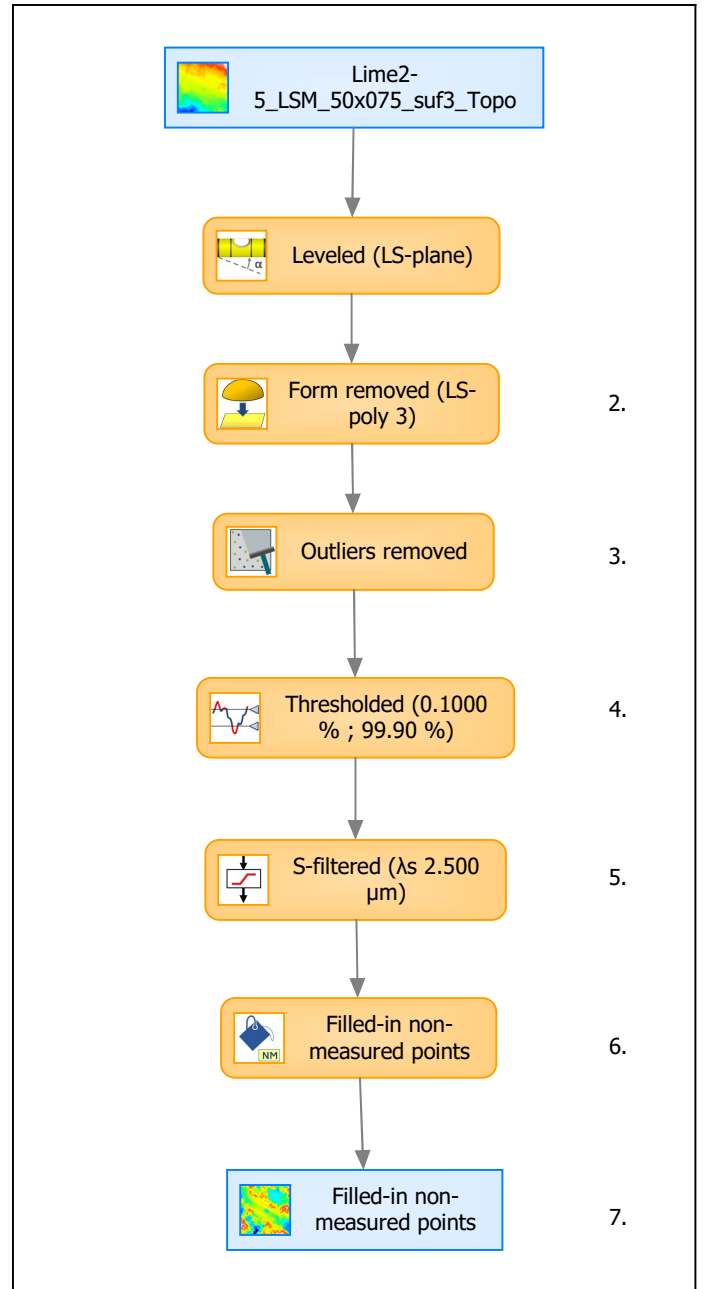 Lime2-
5_LSM_50x075_suf3_Topo
α
Leveled (LS-plane)
Form removed (LS-
poly 3)
2.
Outliers removed
3.
Thresholded (0.1000
% ; 99.90 %)
4.
S-filtered (λs 2.500
µm)
5.
Filled-in non-
measured points
NM
6.
Filled-in non-
measured points
7.